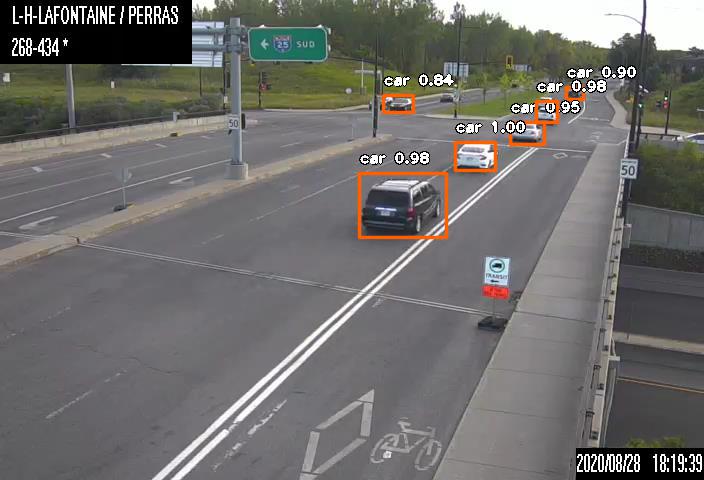 L-H-LAFONTAINE / PERRAS
268-434 *
25 SUD
car 0.90
car 0.84
car 0.98
car 0.95
car 1.00
car 0.98
50
50
TRANSIT
2020/08/28 18:19:39